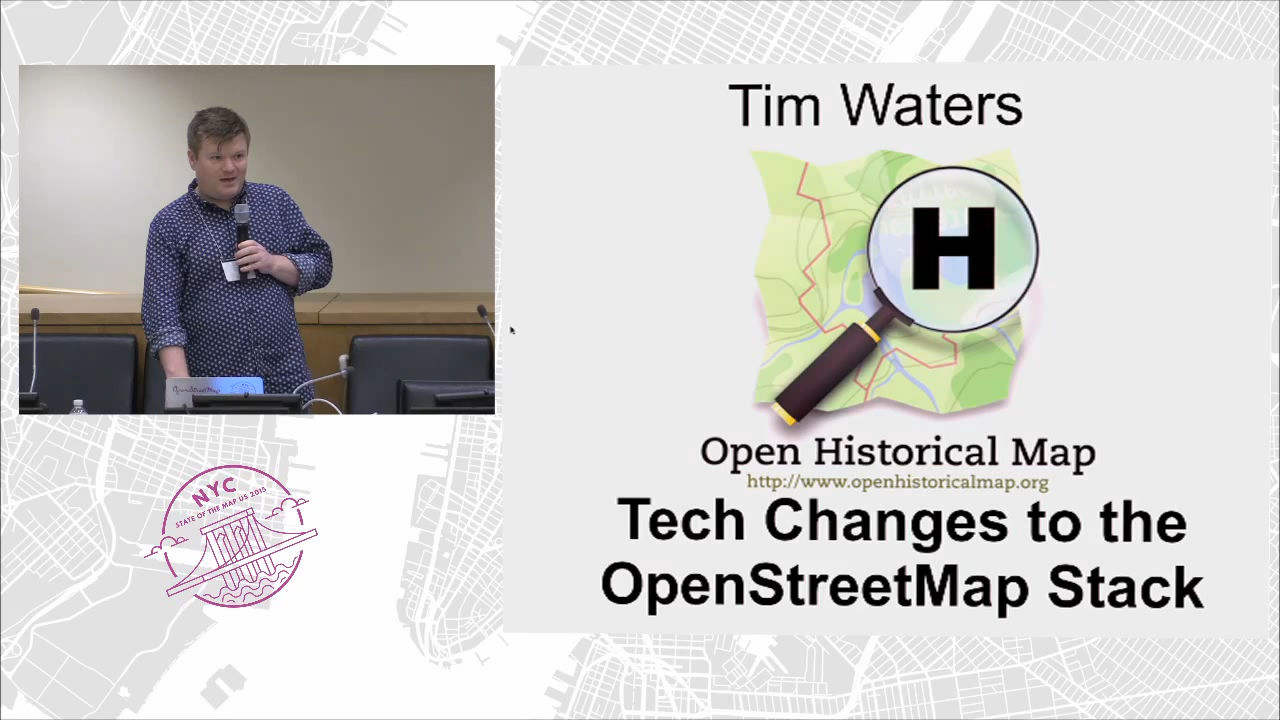 Tim Waters
H
Open Historical Map
http://www.openhistoricalmap.org
Tech Changes to the
OpenStreetMap Stack
OpenStreetMap
NYC
STATE OF THE MAP US 2015